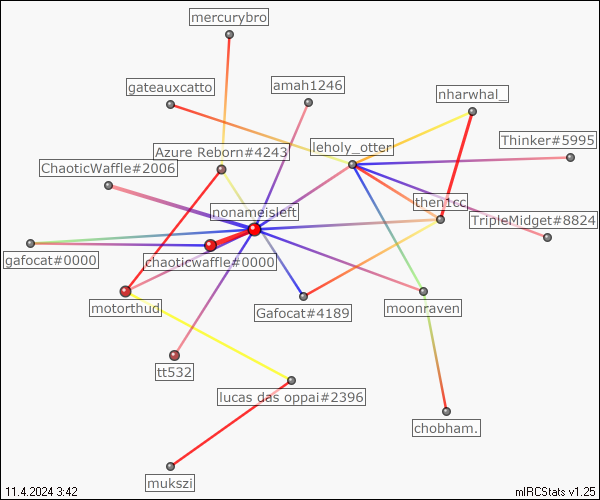 mercurybro
gateauxcatto
amah1246
nharwhal_
Azure Reborn#4243
leholy_otter
Thinker#5995
ChaoticWaffle#2006
nonameisleft
then1cc
TripleMidget#8824
gafocat#0000
chaoticwaffle#0000
motorthud
Gafocat#4189
moonraven
tt532
lucas das oppai#2396
chobham.
mukszi
11.4.2024 3:42
mIRCStats v1.25